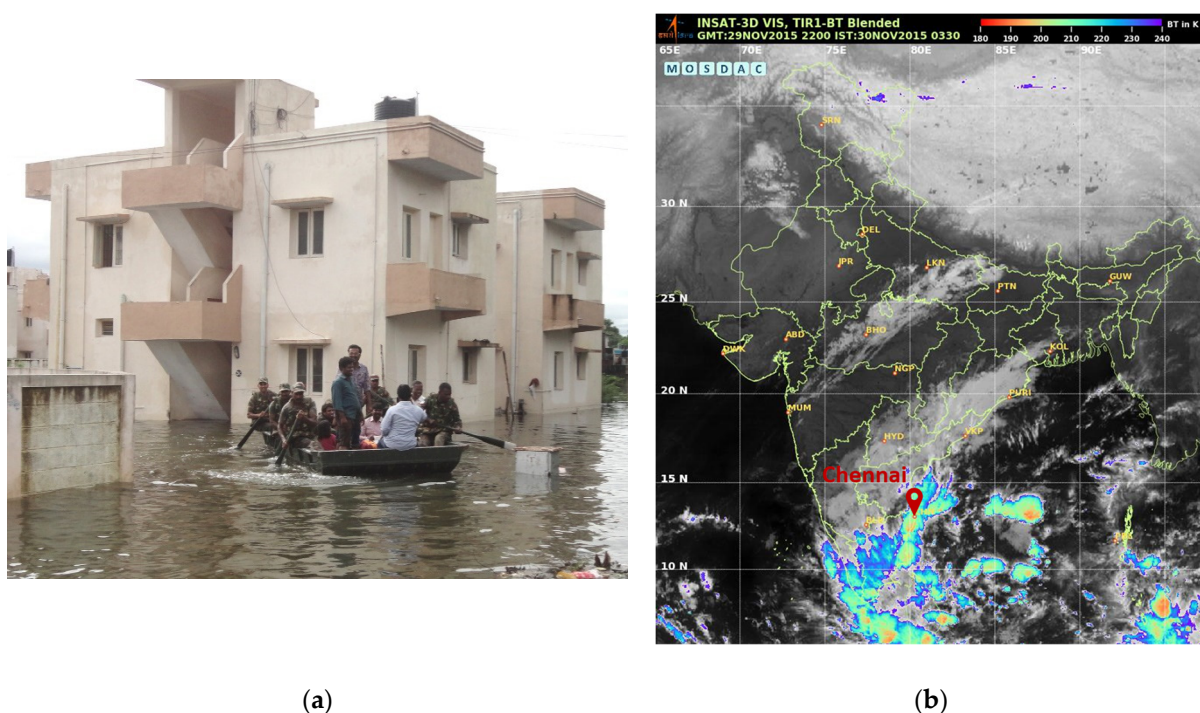 INSAT-3D VIS, TIR1-BT Blended
GMT:29NOV2015 2200 IST:30NOV2015 0330
BT in K
180 190 200 210 220 230 240
65E 70E 75E 80E 85E 90E
MOSDAC
SRN
30 N
DEL
JPR
LKN
PTN
GUW
25 N
ABD
BHO
DWK
KOL
NGP
20 N
MUM
PURI
HYD
VKP
Chennai
15 N
10 N
(a)
(b)